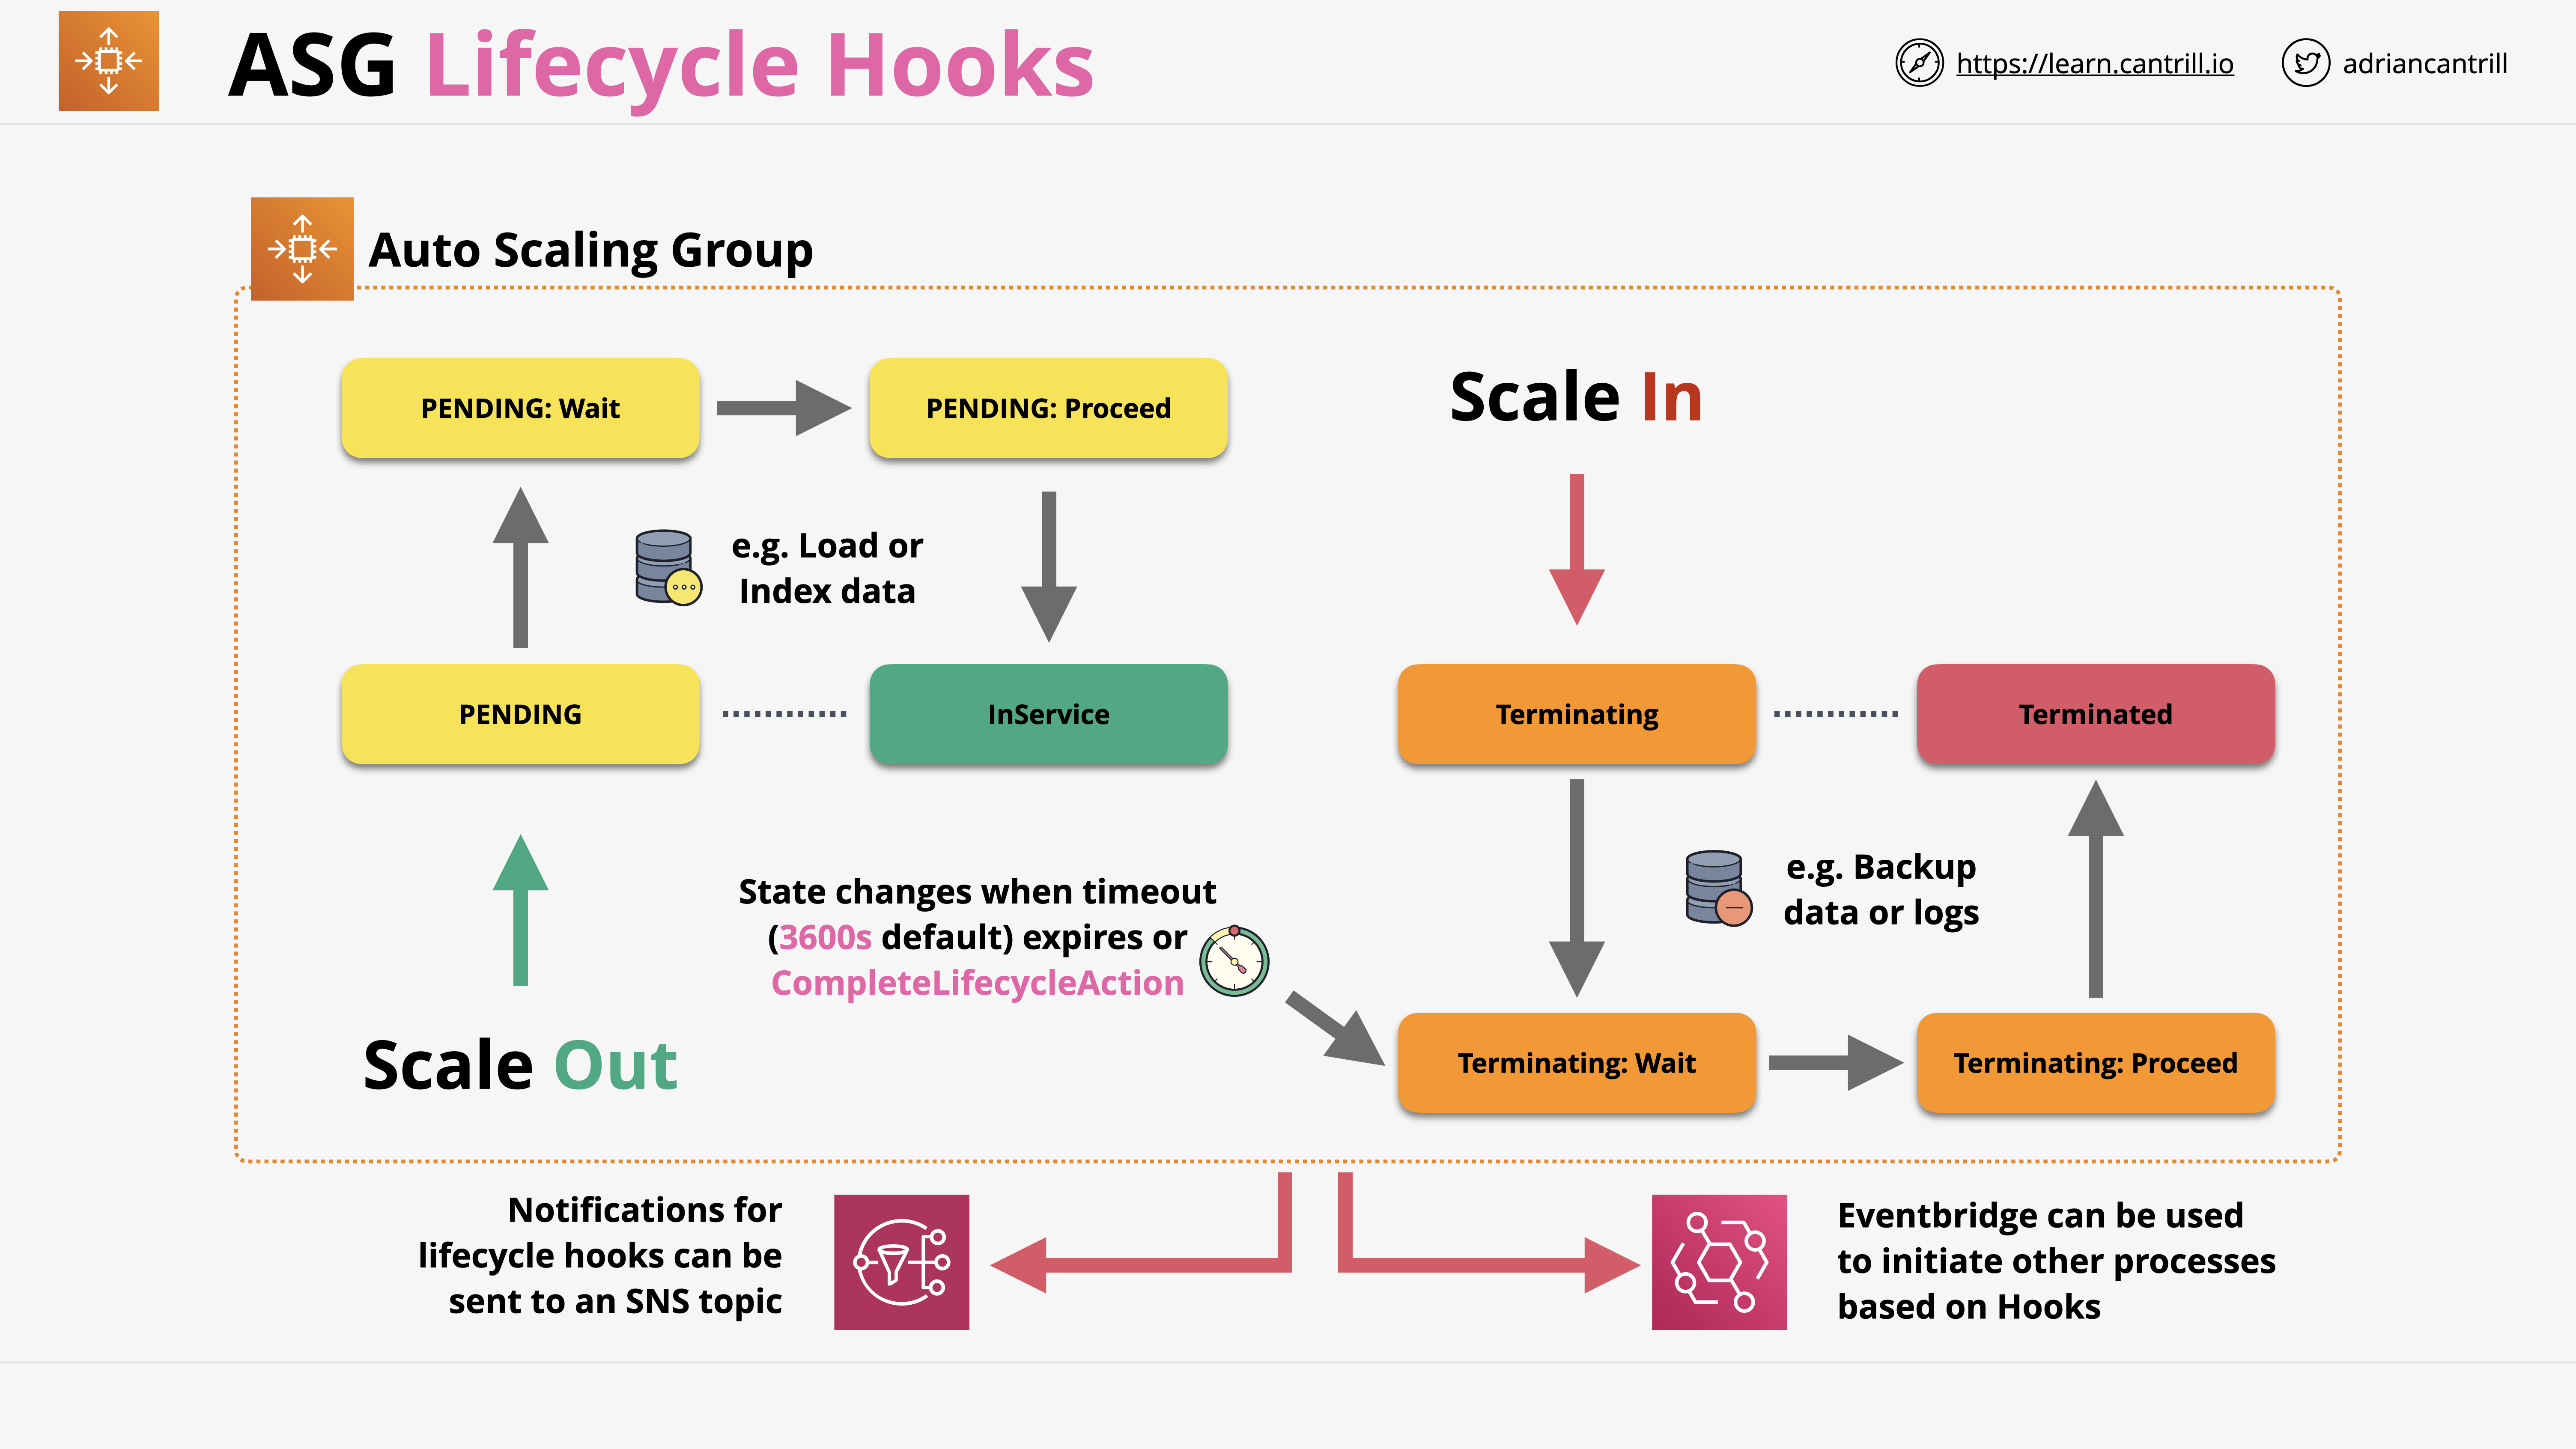 ASG Lifecycle Hooks
https://learn.cantrill.io
adriancantrill
Auto Scaling Group
PENDING: Wait
PENDING: Proceed
Scale In
e.g. Load or
Index data
PENDING
InService
Terminating
Terminated
State changes when timeout
(3600s default) expires or
CompleteLifecycleAction
e.g. Backup
data or logs
Scale Out
Terminating: Wait
Terminating: Proceed
Notifications for
lifecycle hooks can be
sent to an SNS topic
Eventbridge can be used
to initiate other processes
based on Hooks